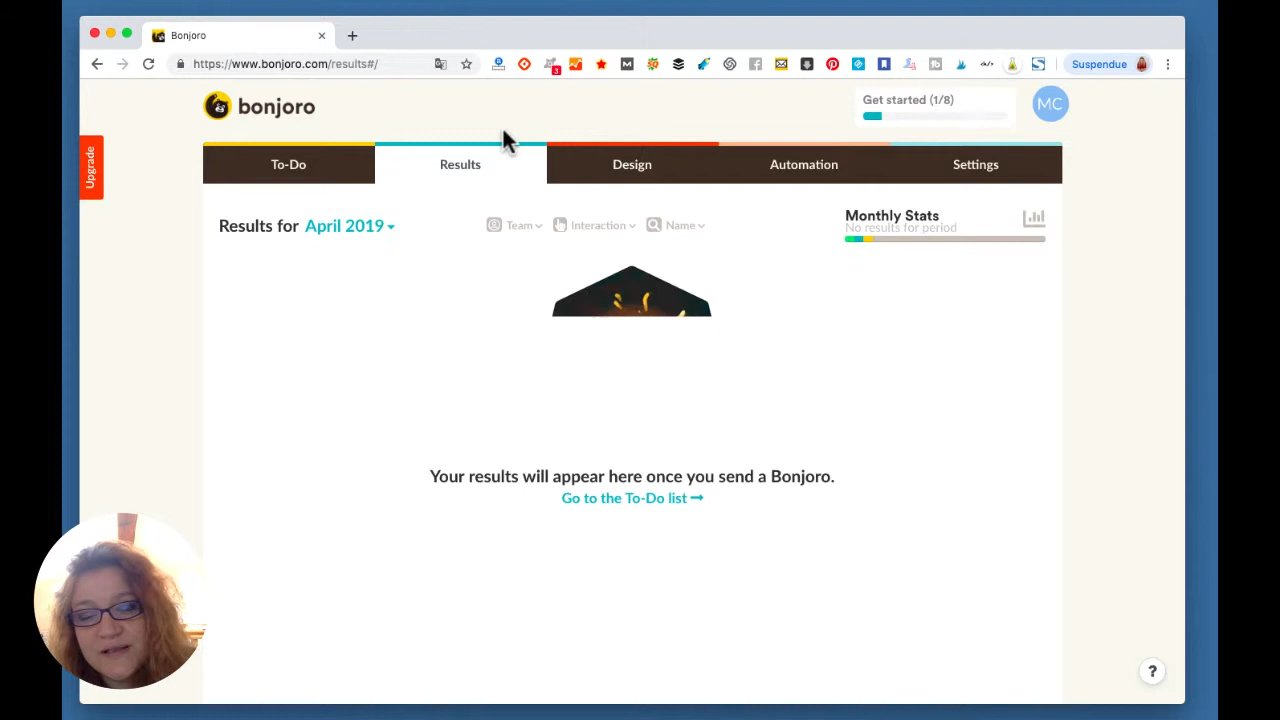 Bonjoro
https://www.bonjoro.com/results#/
3
Suspendue
bonjoro
Get started (1/8)
MC
Upgrade
To-Do
Results
Design
Automation
Settings
Results for April 2019
Team
Interaction
Name
Monthly Stats
No results for period
Your results will appear here once you send a Bonjoro.
Go to the To-Do list →
?